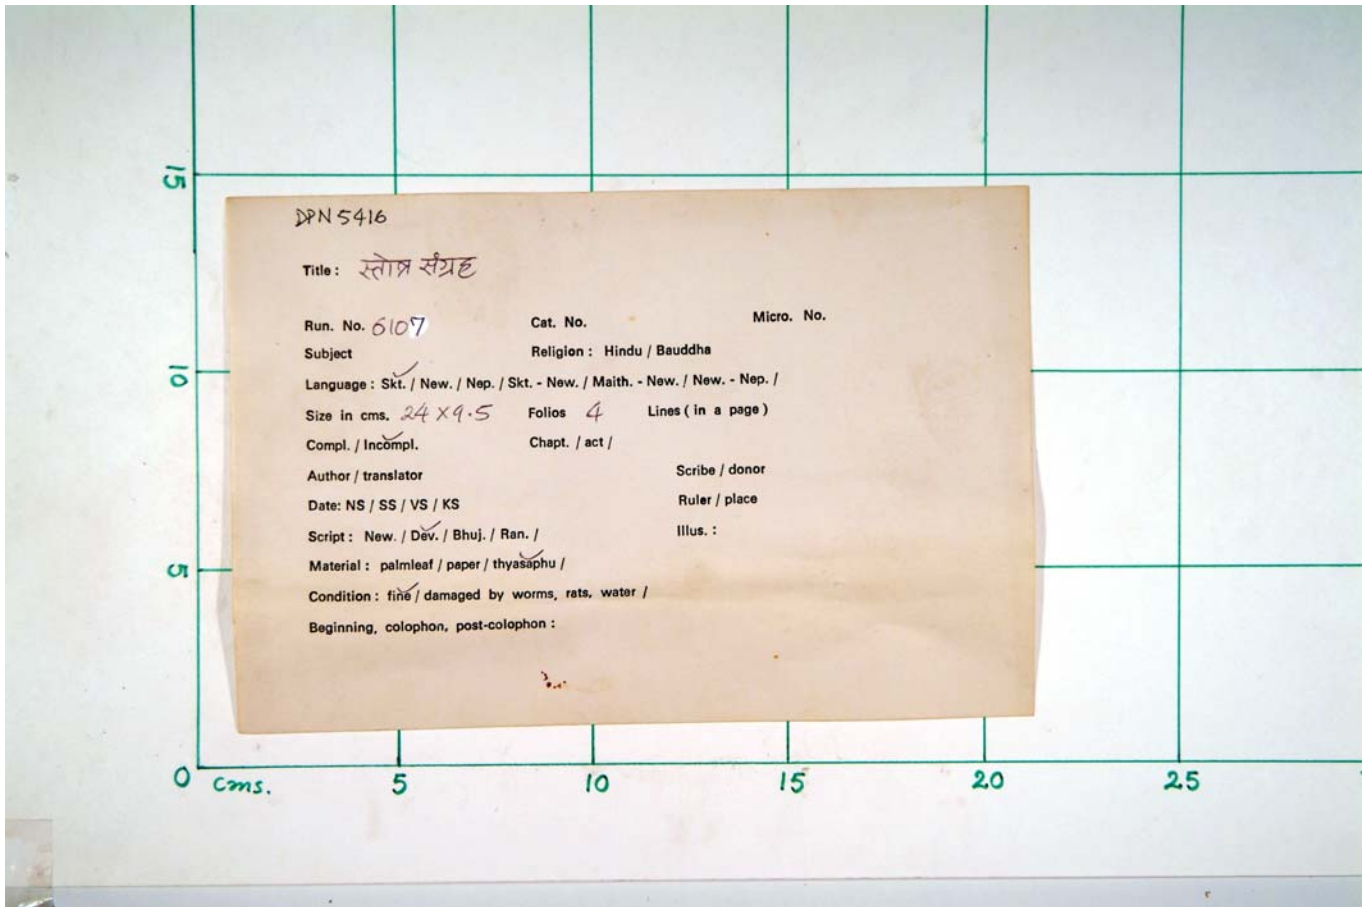 15
DPN 5416
Title : स्तोत्र संग्रह
Run. No. 6107 Cat. No. Micro. No.
Subject Religion : Hindu / Bauddha
10
Language : Skt. / New. / Nep. / Skt. - New. / Maith. - New. / New. - Nep. /
Size in cms. 24 x 9.5 Folios 4 Lines ( in a page )
Compl. / Incompl. Chapt. / act /
Author / translator Scribe / donor
Date: NS / SS / VS / KS Ruler / place
Script : New. / Dev. / Bhuj. / Ran. / Illus. :
Material : palmleaf / paper / thyasaphu /
5
Condition : fine / damaged by worms, rats, water /
Beginning, colophon, post-colophon :
0 cms. 5 10 15 20 25